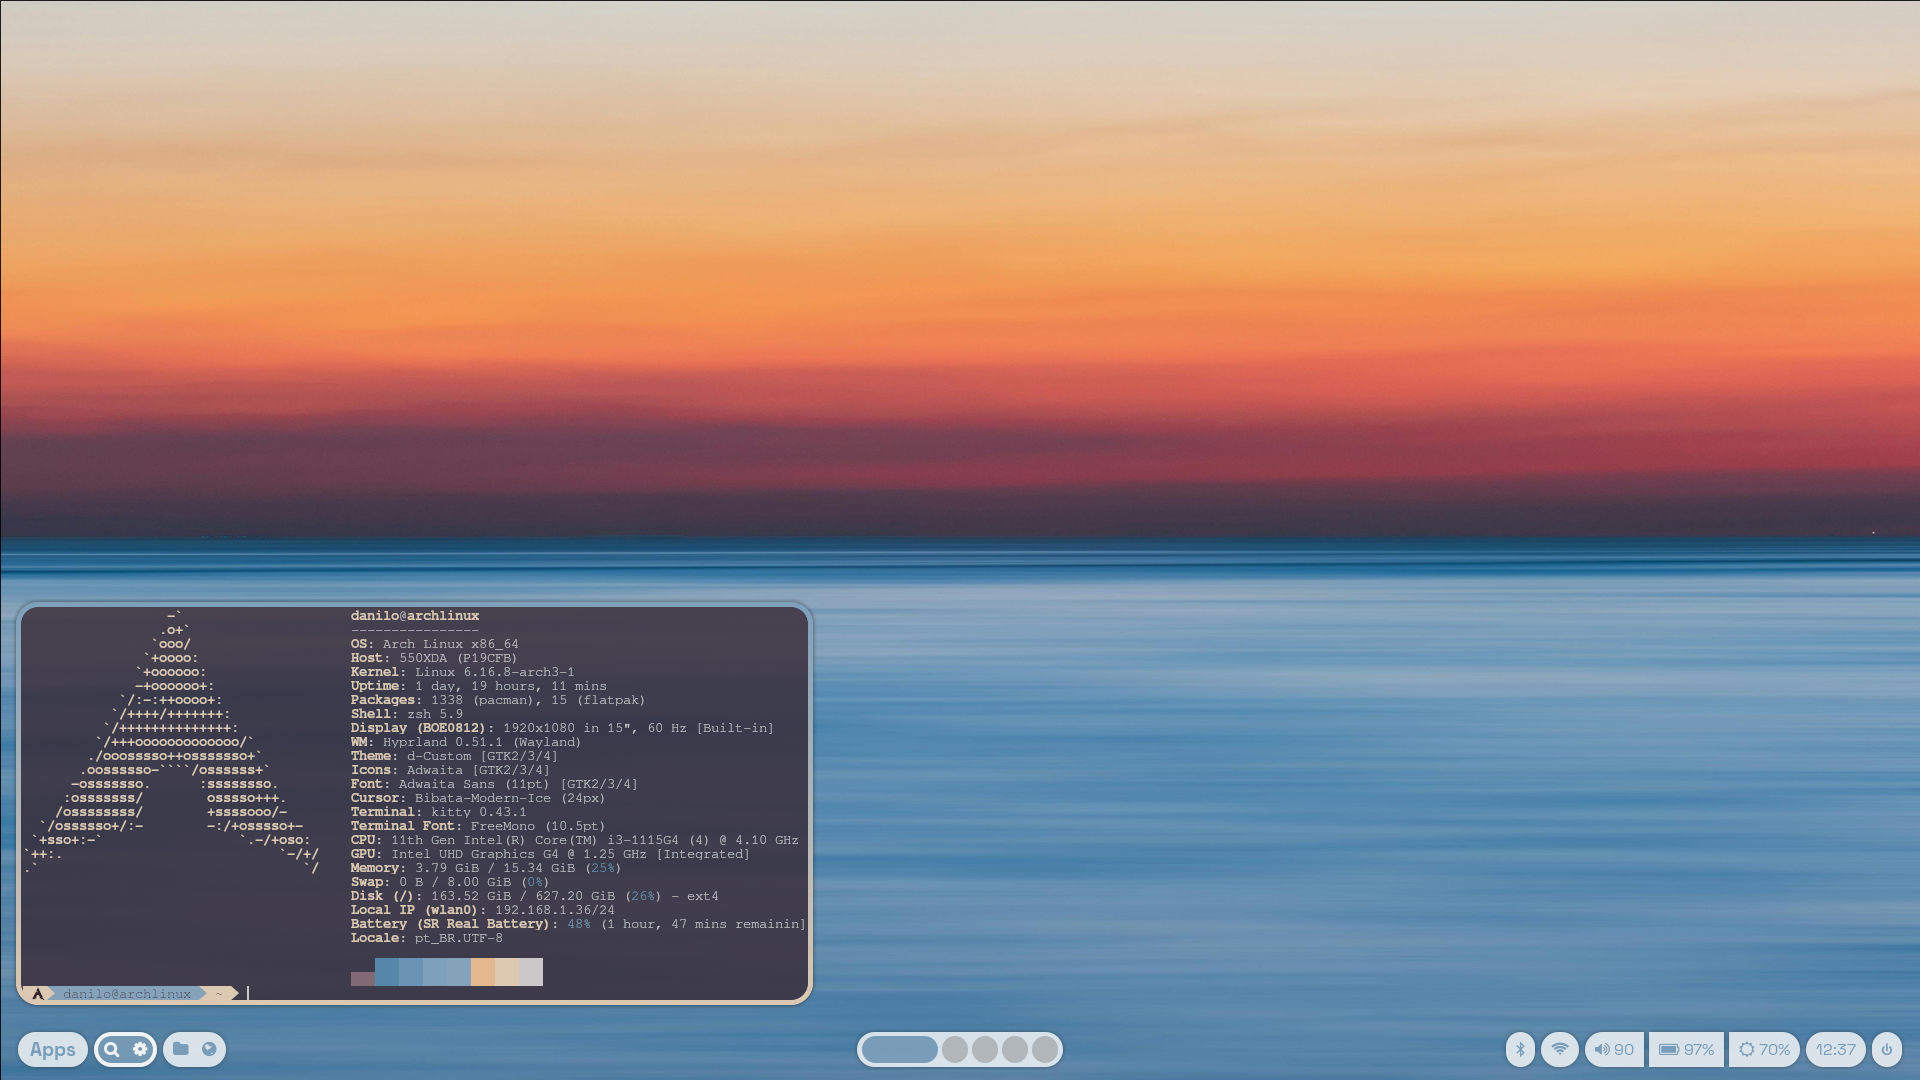 danilo@archlinux
----------------
OS: Arch Linux x86_64
Host: 550XDA (P19CFB)
Kernel: Linux 6.16.8-arch3-1
Uptime: 1 day, 19 hours, 11 mins
Packages: 1338 (pacman), 15 (flatpak)
Shell: zsh 5.9
Display (BOE0812): 1920x1080 in 15", 60 Hz [Built-in]
WM: Hyprland 0.51.1 (Wayland)
Theme: d-Custom [GTK2/3/4]
Icons: Adwaita [GTK2/3/4]
Font: Adwaita Sans (11pt) [GTK2/3/4]
Cursor: Bibata-Modern-Ice (24px)
Terminal: kitty 0.43.1
Terminal Font: FreeMono (10.5pt)
CPU: 11th Gen Intel(R) Core(TM) i3-1115G4 (4) @ 4.10 GHz
GPU: Intel UHD Graphics G4 @ 1.25 GHz [Integrated]
Memory: 3.79 GiB / 15.34 GiB (25%)
Swap: 0 B / 8.00 GiB (0%)
Disk (/): 163.52 GiB / 627.20 GiB (26%) - ext4
Local IP (wlan0): 192.168.1.36/24
Battery (SR Real Battery): 48% (1 hour, 47 mins remainin]
Locale: pt_BR.UTF-8
danilo@archlinux ~
Apps
90 97% 70% 12:37